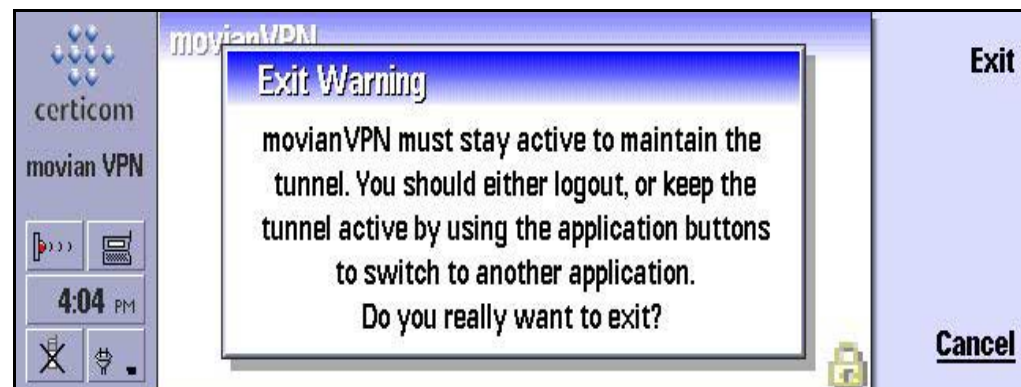 certicom
movian VPN
4:04 PM
movianVPN
Exit Warning
movianVPN must stay active to maintain the
tunnel. You should either logout, or keep the
tunnel active by using the application buttons
to switch to another application.
Do you really want to exit?
Exit
Cancel